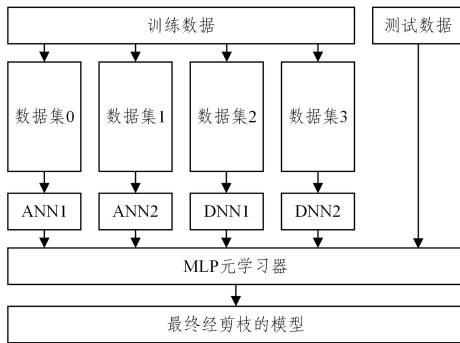 训练数据 测试数据
数据集0 数据集1 数据集2 数据集3
ANN1 ANN2 DNN1 DNN2
MLP元学习器
最终经剪枝的模型